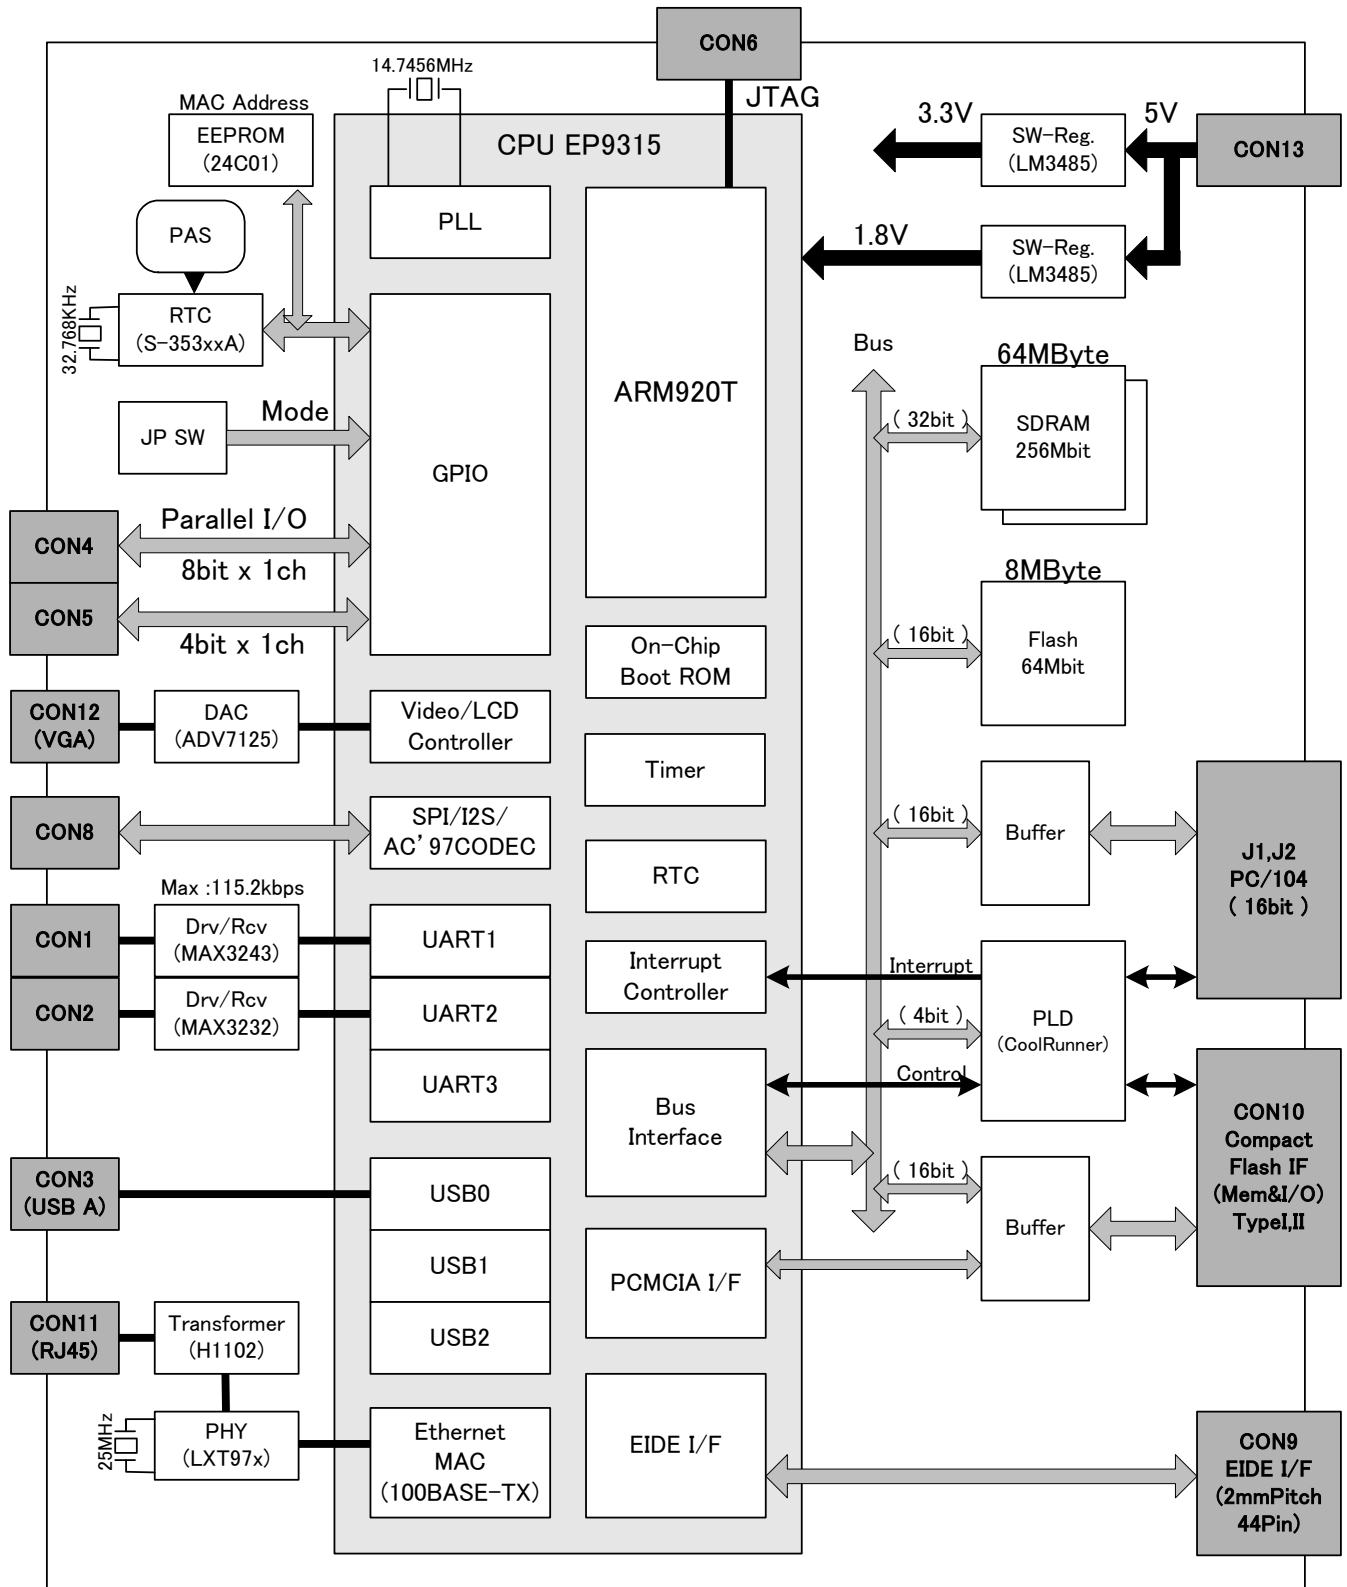 CON6
14.7456MHz
JTAG
MAC Address
EEPROM
(24C01)
CPU EP9315
3.3V
SW-Reg.
(LM3485)
5V
CON13
PLL
PAS
1.8V
SW-Reg.
(LM3485)
32.768KHz
RTC
(S-353xxA)
Bus
64MByte
ARM920T
Mode
JP SW
( 32bit )
SDRAM
256Mbit
GPIO
Parallel I/O
CON4
8bit x 1ch
8MByte
CON5
4bit x 1ch
On-Chip
Boot ROM
( 16bit )
Flash
64Mbit
CON12
(VGA)
DAC
(ADV7125)
Video/LCD
Controller
Timer
CON8
SPI/I2S/
AC’97CODEC
( 16bit )
Buffer
J1,J2
PC/104
( 16bit )
RTC
Max :115.2kbps
CON1
Drv/Rcv
(MAX3243)
UART1
Interrupt
Controller
Interrupt
CON2
Drv/Rcv
(MAX3232)
UART2
( 4bit )
PLD
(CoolRunner)
UART3
Control
Bus
Interface
CON10
Compact
Flash IF
(Mem&I/O)
TypeI,II
CON3
(USB A)
USB0
( 16bit )
Buffer
USB1
PCMCIA I/F
USB2
CON11
(RJ45)
Transformer
(H1102)
25MHz
PHY
(LXT97x)
Ethernet
MAC
(100BASE-TX)
EIDE I/F
CON9
EIDE I/F
(2mmPitch
44Pin)